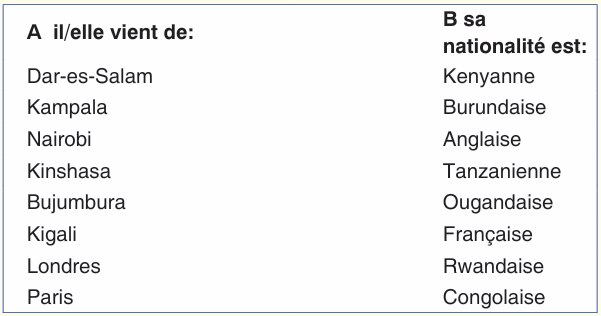 A il/elle vient de:
B sa
nationalité est:
Dar-es-Salam Kenyanne
Kampala Burundaise
Nairobi Anglaise
Kinshasa Tanzanienne
Bujumbura Ougandaise
Kigali Française
Londres Rwandaise
Paris Congolaise